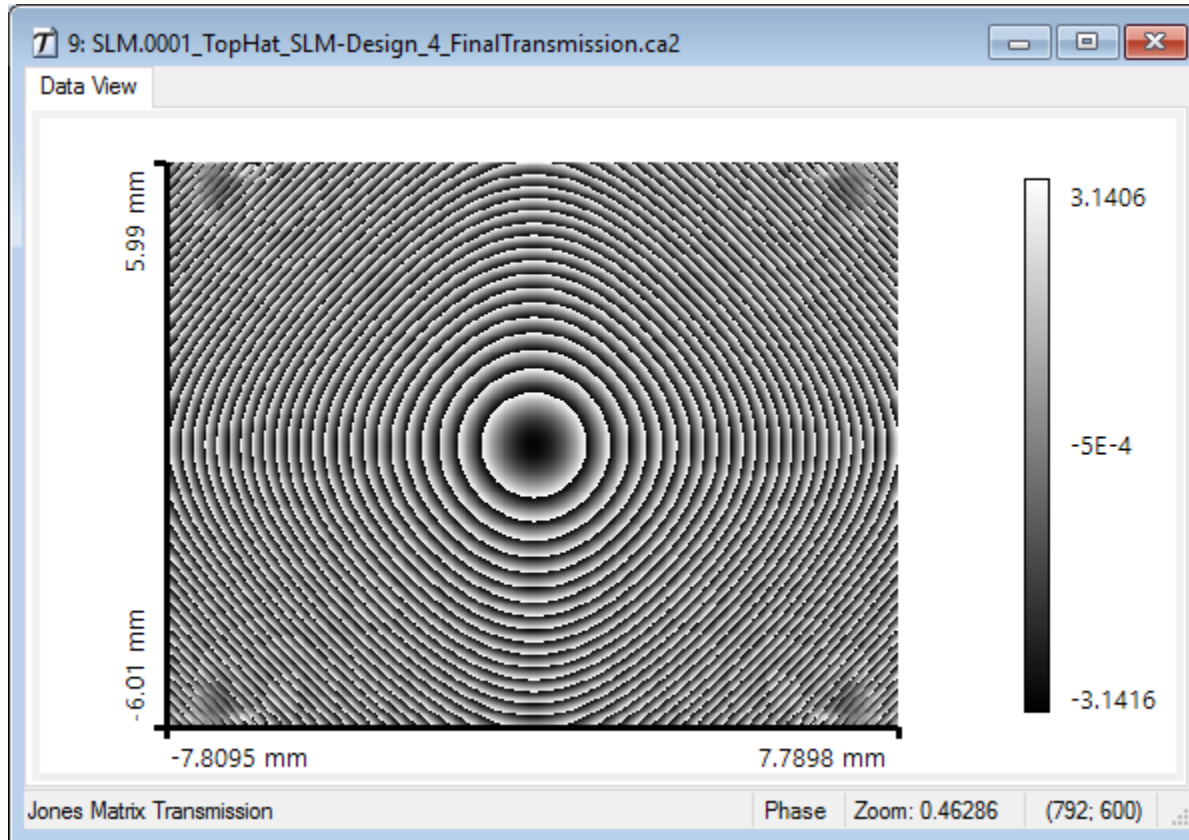 9: SLM.0001_TopHat_SLM-Design_4_FinalTransmission.ca2
Data View
5.99 mm
-6.01 mm
-7.8095 mm
7.7898 mm
3.1406
-5E-4
-3.1416
Jones Matrix Transmission
Phase
Zoom: 0.46286
(792; 600)